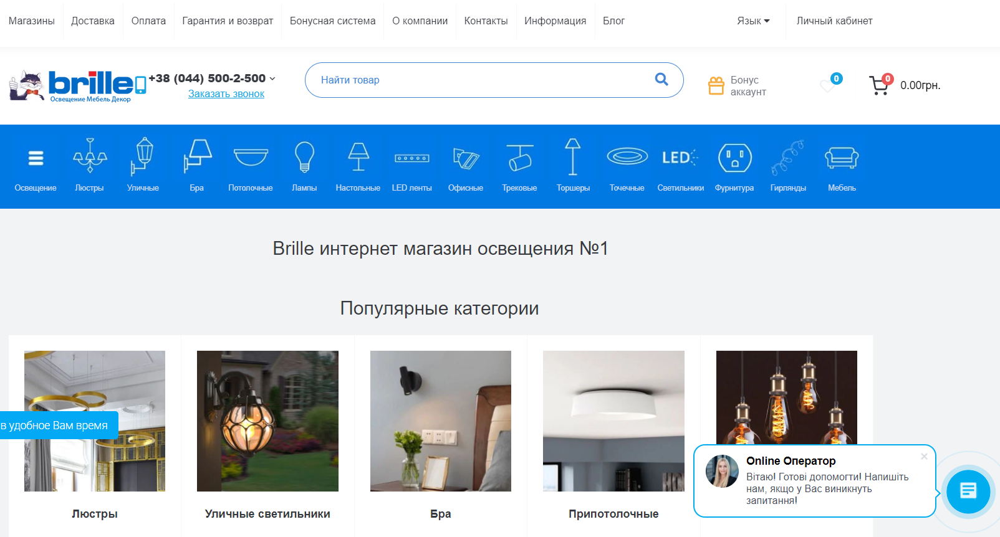 Магазины Доставка Оплата Гарантия и возврат Бонусная система О компании Контакты Информация Блог Язык Личный кабинет
brille
Освещение Мебель Декор
+38 (044) 500-2-500
Заказать звонок
Найти товар
Бонус
аккаунт
0
0
0.00грн.
LED
Освещение Люстры Уличные Бра Потолочные Лампы Настольные LED ленты Офисные Трековые Торшеры Точечные Светильники Фурнитура Гирлянды Мебель
Brille интернет магазин освещения №1
Популярные категории
в удобное Вам время
Люстры Уличные светильники Бра Припотолочные
Online Оператор
Вітаю! Готові допомогти! Напишіть
нам, якщо у Вас виникнуть
запитання!